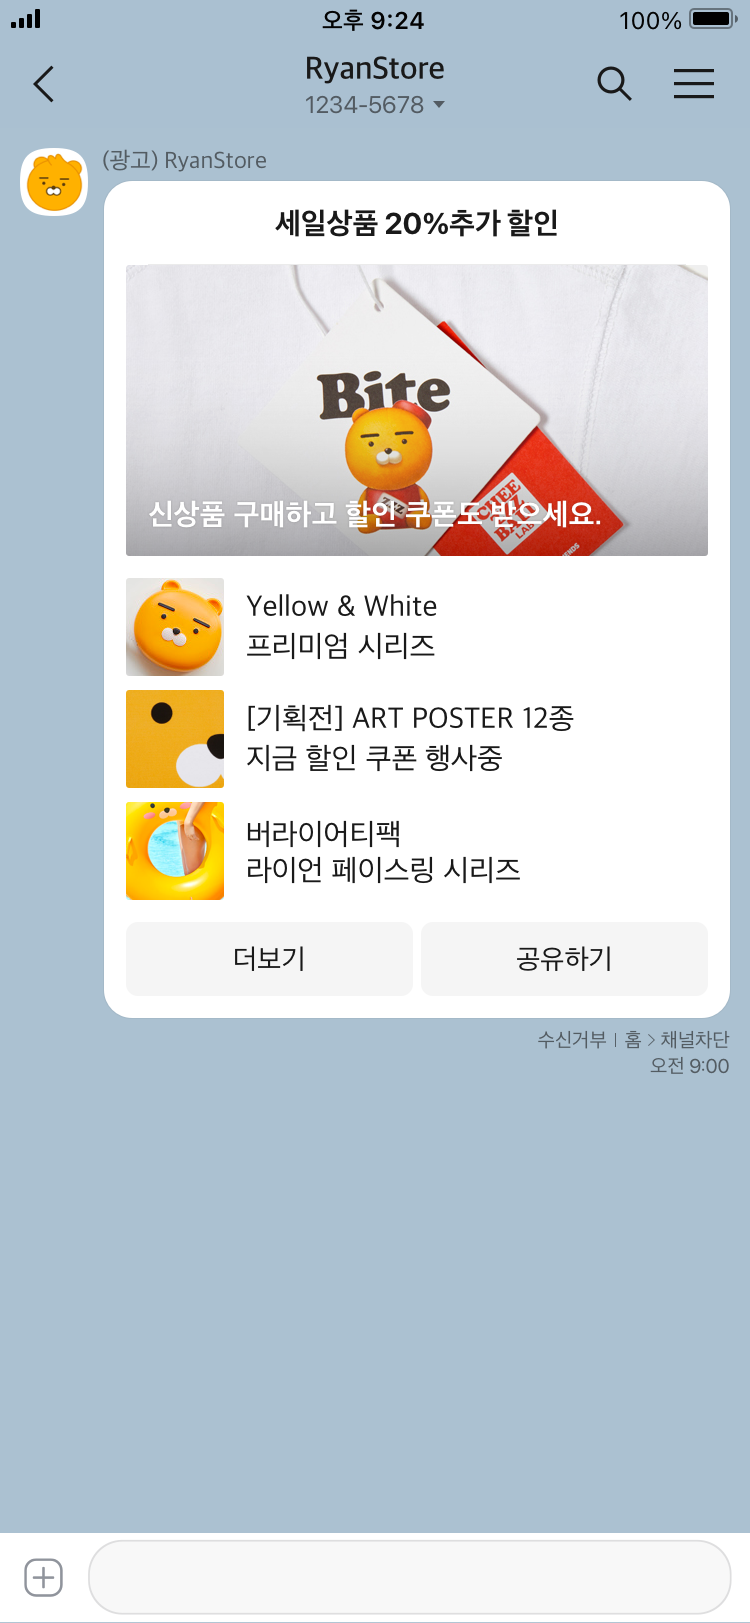 오후 9:24
100%
RyanStore
1234-5678
(광고) RyanStore
세일상품 20%추가 할인
Bite
ZZZ
CHEE
BALZ
LAB
신상품 구매하고 할인 쿠폰도 받으세요.
Yellow & White
프리미엄 시리즈
[기획전] ART POSTER 12종
지금 할인 쿠폰 행사중
버라이어티팩
라이언 페이스링 시리즈
더보기
공유하기
수신거부 | 홈 > 채널차단
오전 9:00